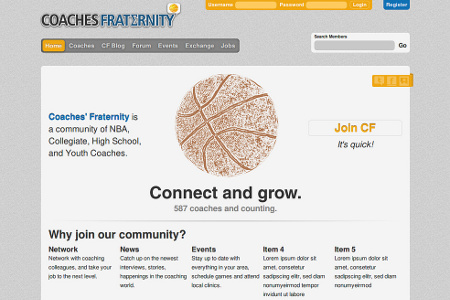 Username Password Login Register
COACHESFRATERNITY
Home Coaches CF Blog Forum Events Exchange Jobs
Search Members
Go
Coaches' Fraternity is
a community of NBA,
Collegiate, High School,
and Youth Coaches.
Join CF
It's quick!
Connect and grow.
587 coaches and counting.
Why join our community?
Network
Network with coaching
colleagues, and take your
job to the next level.
News
Catch up on the newest
interviews, stories,
happenings in the coaching
world.
Events
Stay up to date with
everything in your area,
schedule games and attend
local clinics.
Item 4
Lorem ipsum dolor sit
amet, consetetur
sadipscing elitr, sed diam
nonumyeirmod tempor
invidunt ut labore
Item 5
Lorem ipsum dolor sit
amet, consetetur
sadipscing elitr, sed diam
nonumyeirmod